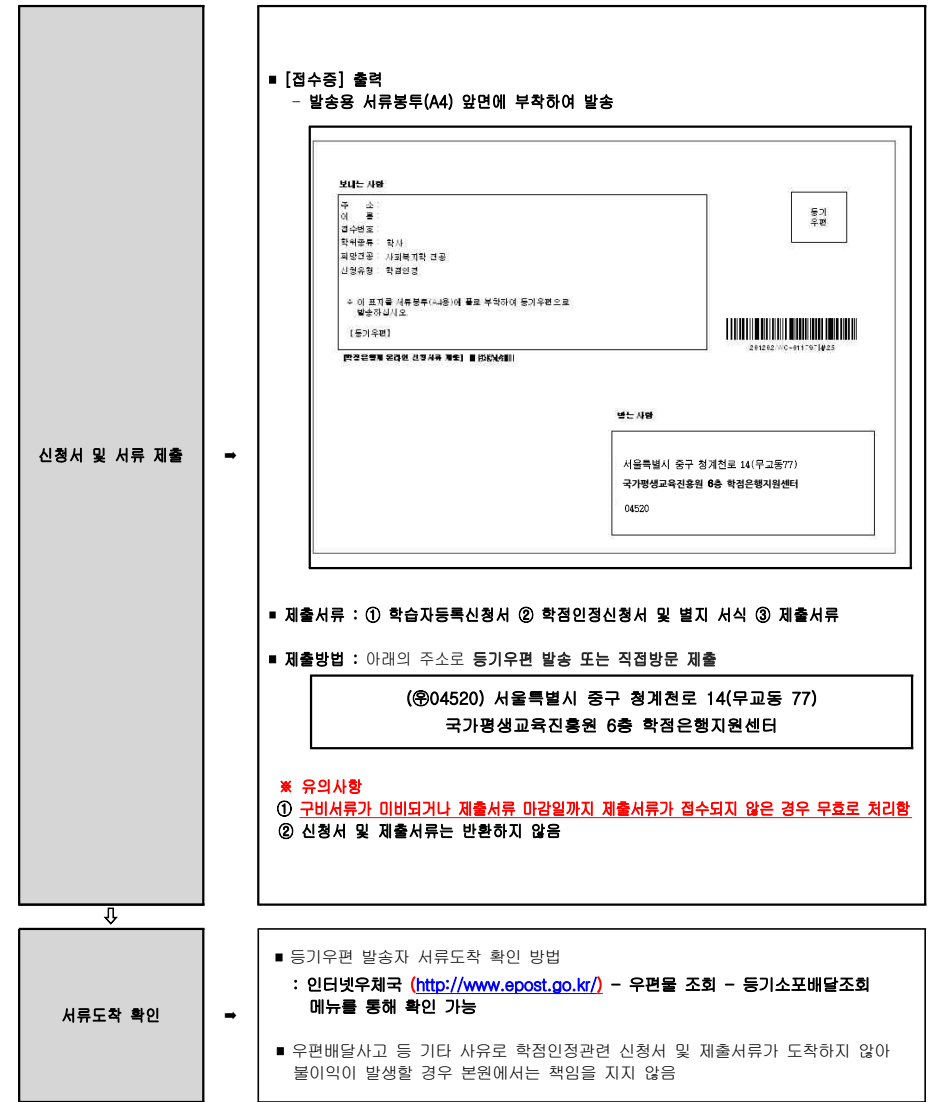 ■ [접수증] 출력
- 발송용 서류봉투(A4) 앞면에 부착하여 발송
보내는 사람
주 소 :
이 름 :
접수번호 :
학위종류 : 학사
희망전공 : 사회복지학 전공
신청유형 : 학점인정
※ 이 표지를 서류봉투(A4용)에 풀로 부착하여 등기우편으로
발송하십시오.
[등기우편]
[학점은행제 온라인 신청서류 제출]
등기
우편
받는 사람
서울특별시 중구 청계천로 14(무교동77)
국가평생교육진흥원 6층 학점은행지원센터
04520
신청서 및 서류 제출
➡
■ 제출서류 : ① 학습자등록신청서 ② 학점인정신청서 및 별지 서식 ③ 제출서류
■ 제출방법 : 아래의 주소로 등기우편 발송 또는 직접방문 제출
(㉾04520) 서울특별시 중구 청계천로 14(무교동 77)
국가평생교육진흥원 6층 학점은행지원센터
※ 유의사항
① 구비서류가 미비되거나 제출서류 마감일까지 제출서류가 접수되지 않은 경우 무효로 처리함
② 신청서 및 제출서류는 반환하지 않음
⇩
서류도착 확인
➡
■ 등기우편 발송자 서류도착 확인 방법
: 인터넷우체국 (http://www.epost.go.kr/) - 우편물 조회 - 등기소포배달조회
메뉴를 통해 확인 가능
■ 우편배달사고 등 기타 사유로 학점인정관련 신청서 및 제출서류가 도착하지 않아
불이익이 발생할 경우 본원에서는 책임을 지지 않음